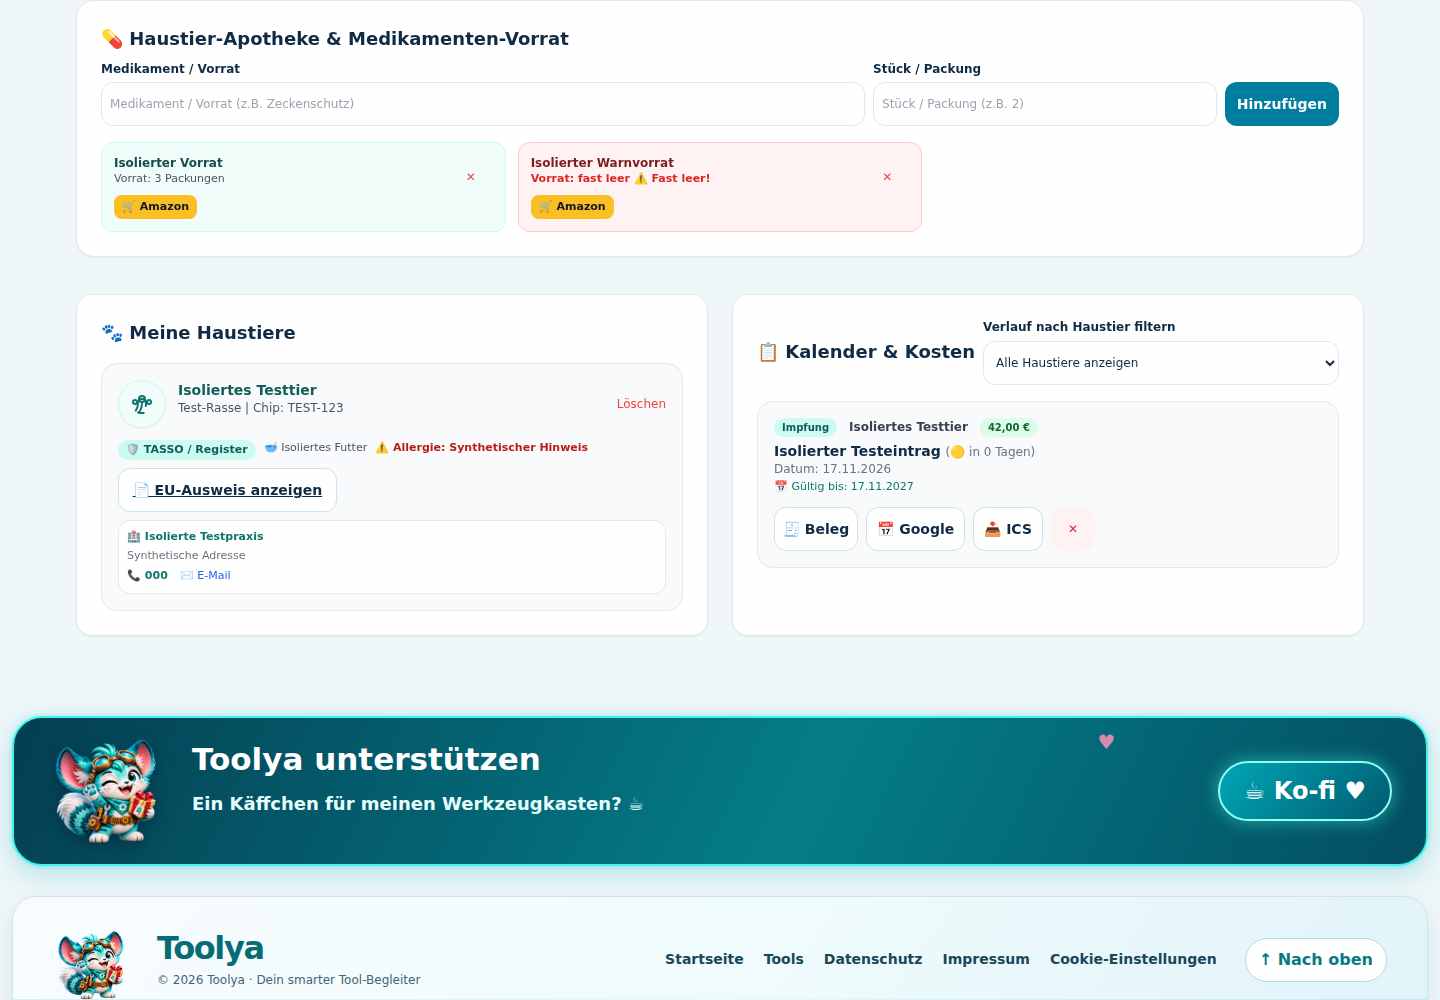 💊 Haustier-Apotheke & Medikamenten-Vorrat
Medikament / Vorrat
Stück / Packung
Medikament / Vorrat (z.B. Zeckenschutz)
Stück / Packung (z.B. 2)
Hinzufügen
Isolierter Vorrat
Vorrat: 3 Packungen
✕
🛒 Amazon
Isolierter Warnvorrat
Vorrat: fast leer ⚠️ Fast leer!
✕
🛒 Amazon
🐾 Meine Haustiere
Isoliertes Testtier
Test-Rasse | Chip: TEST-123
Löschen
🛡️ TASSO / Register
🥣 Isoliertes Futter
⚠️ Allergie: Synthetischer Hinweis
📄 EU-Ausweis anzeigen
🏥 Isolierte Testpraxis
Synthetische Adresse
📞 000
✉️ E-Mail
📋 Kalender & Kosten
Verlauf nach Haustier filtern
Alle Haustiere anzeigen
Impfung
Isoliertes Testtier
42,00 €
Isolierter Testeintrag (🟡 in 0 Tagen)
Datum: 17.11.2026
📅 Gültig bis: 17.11.2027
🧾 Beleg
📅 Google
📥 ICS
✕
Toolya unterstützen
Ein Käffchen für meinen Werkzeugkasten? ☕
☕ Ko-fi ♥
Toolya
© 2026 Toolya · Dein smarter Tool-Begleiter
Startseite
Tools
Datenschutz
Impressum
Cookie-Einstellungen
↑ Nach oben